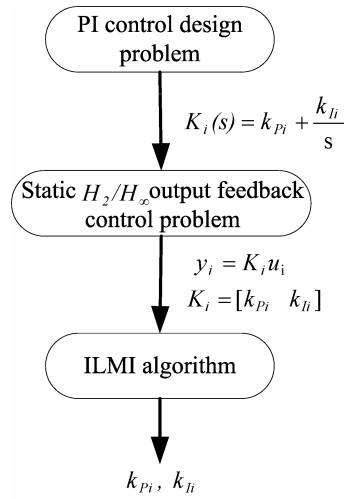 PI control design
problem
K_i(s) = k_{Pi} + \frac{k_{Ii}}{s}
Static H_2/H_∞ output feedback
control problem
y_i = K_i u_i
K_i = [k_{Pi} k_{Ii}]
ILMI algorithm
k_{Pi} , k_{Ii}